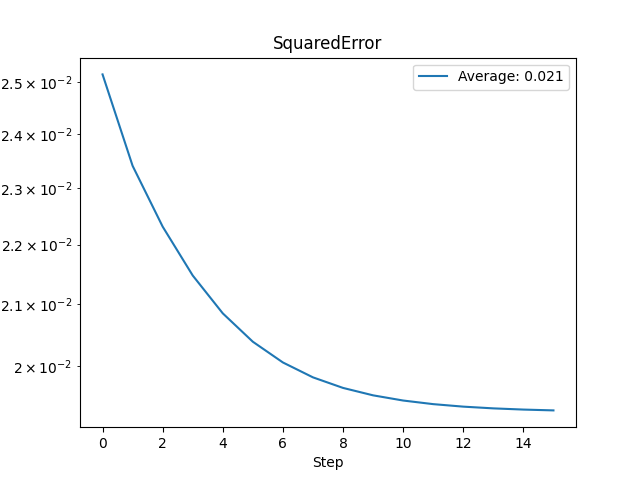 SquaredError
Average: 0.021
2.5 × 10⁻²
2.4 × 10⁻²
2.3 × 10⁻²
2.2 × 10⁻²
2.1 × 10⁻²
2 × 10⁻²
0 2 4 6 8 10 12 14
Step